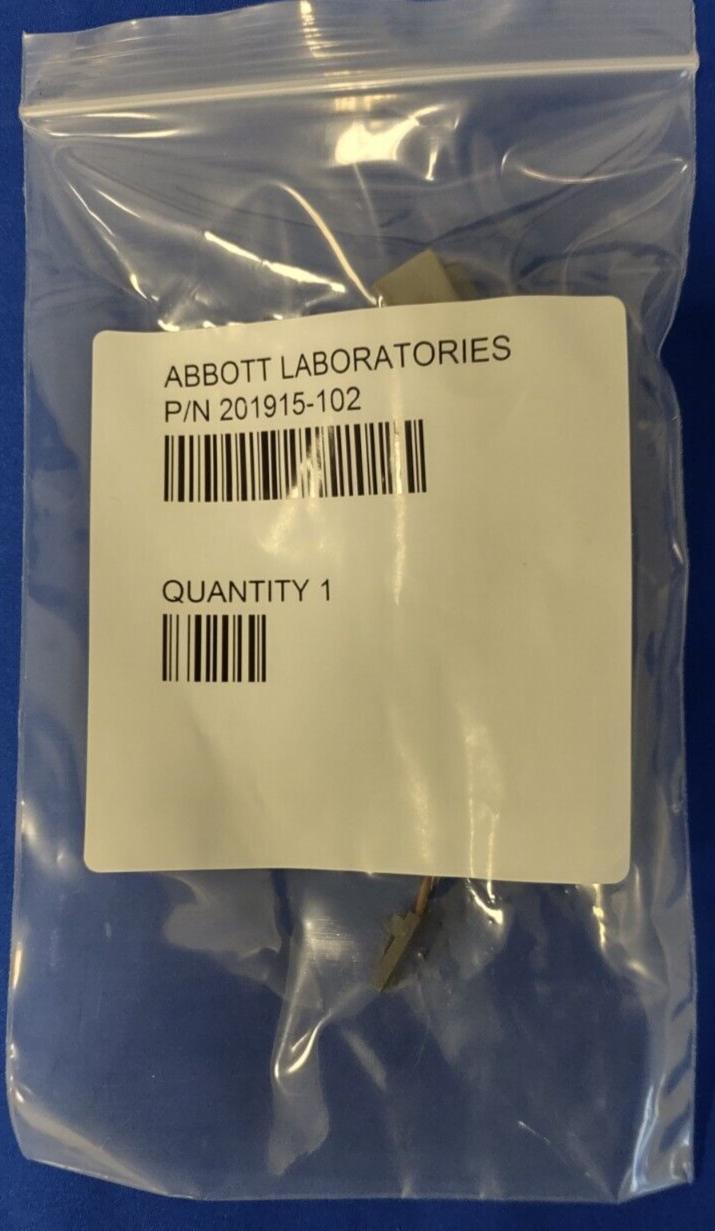 ABBOTT LABORATORIES
P/N 201915-102
QUANTITY 1